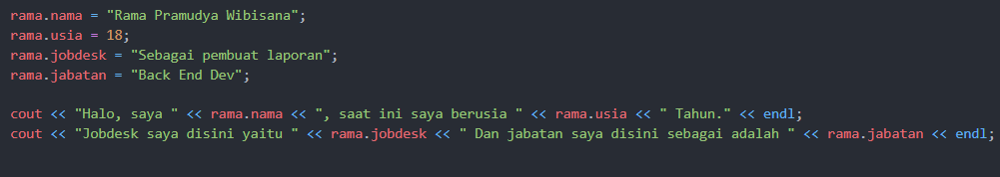 rama.nama = "Rama Pramudya Wibisana";
rama.usia = 18;
rama.jobdesk = "Sebagai pembuat laporan";
rama.jabatan = "Back End Dev";
cout << "Halo, saya " << rama.nama << ", saat ini saya berusia " << rama.usia << " Tahun." << endl;
cout << "Jobdesk saya disini yaitu " << rama.jobdesk << " Dan jabatan saya disini sebagai adalah " << rama.jabatan << endl;